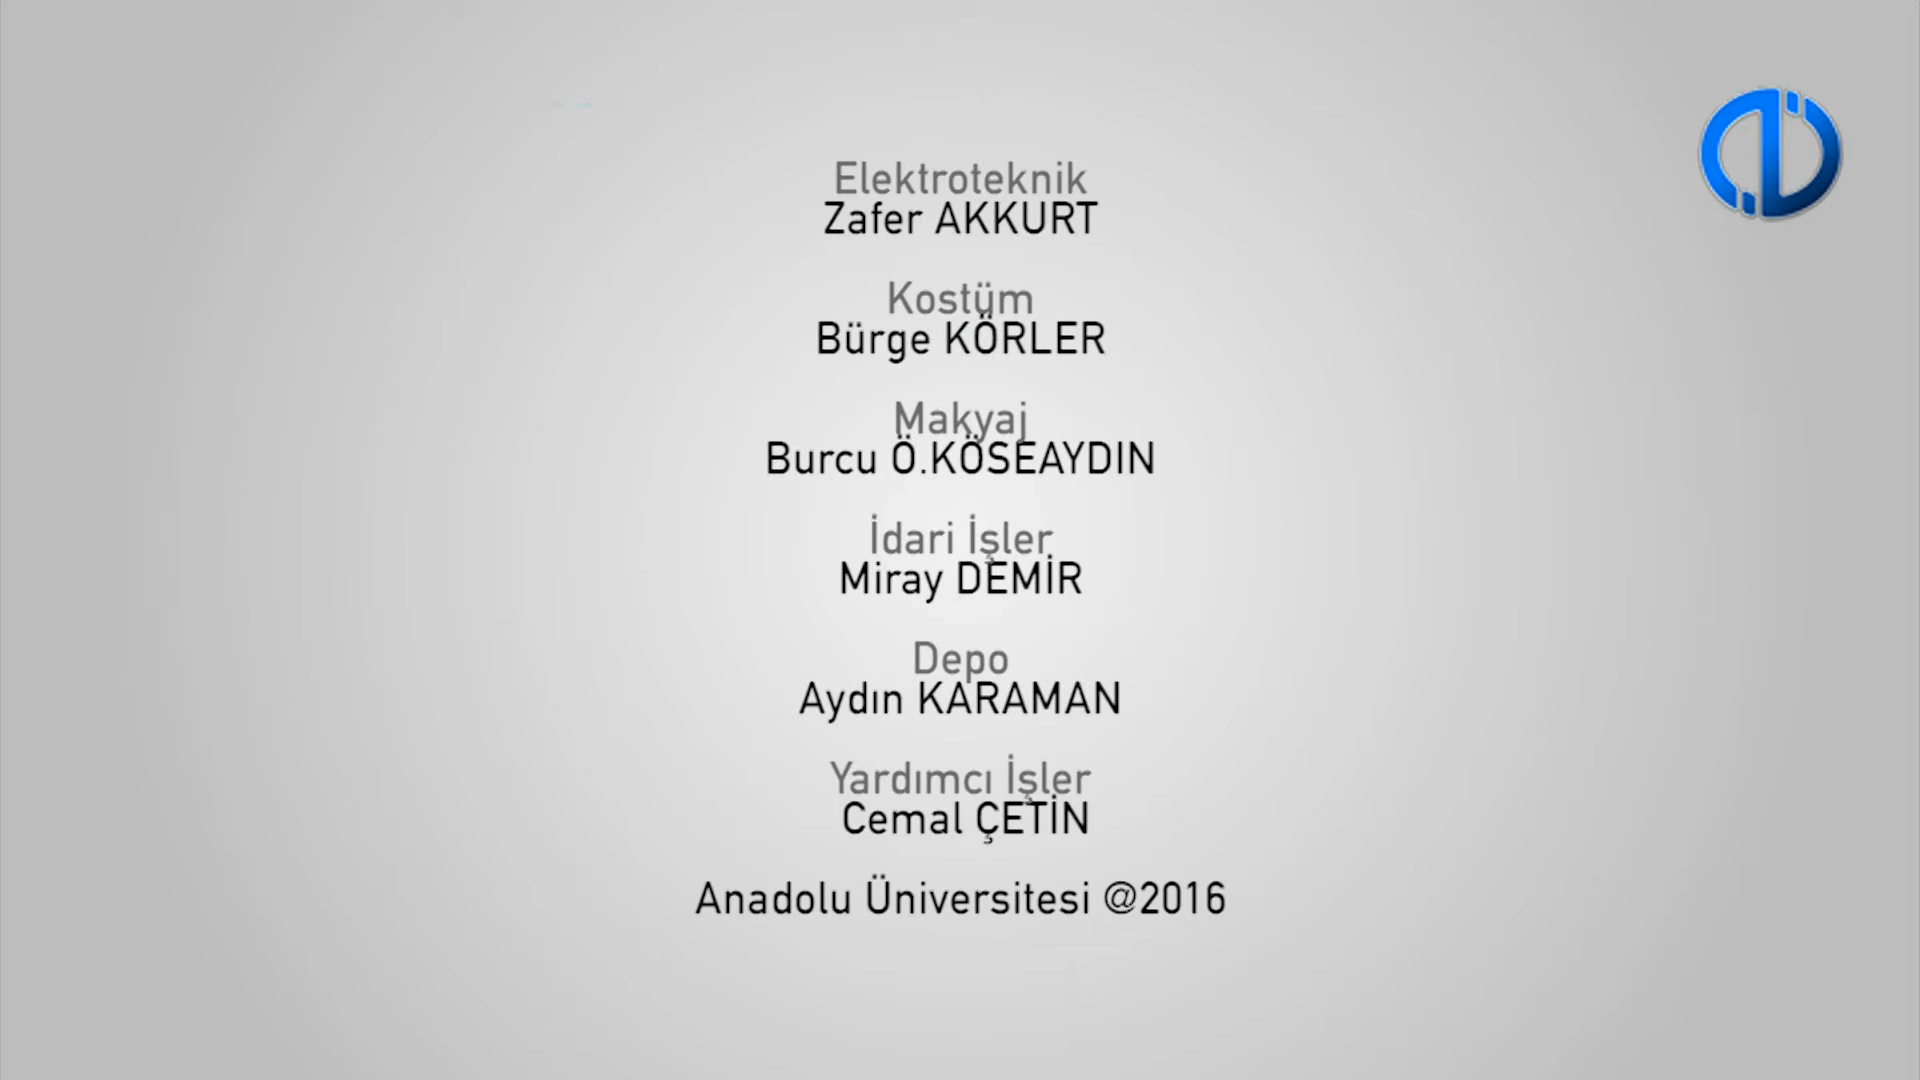 Elektroteknik
Zafer AKKURT
Kostüm
Bürge KÖRLER
Makyaj
Burcu Ö.KÖSEAYDIN
İdari İşler
Miray DEMİR
Depo
Aydın KARAMAN
Yardımcı İşler
Cemal ÇETİN
Anadolu Üniversitesi @2016